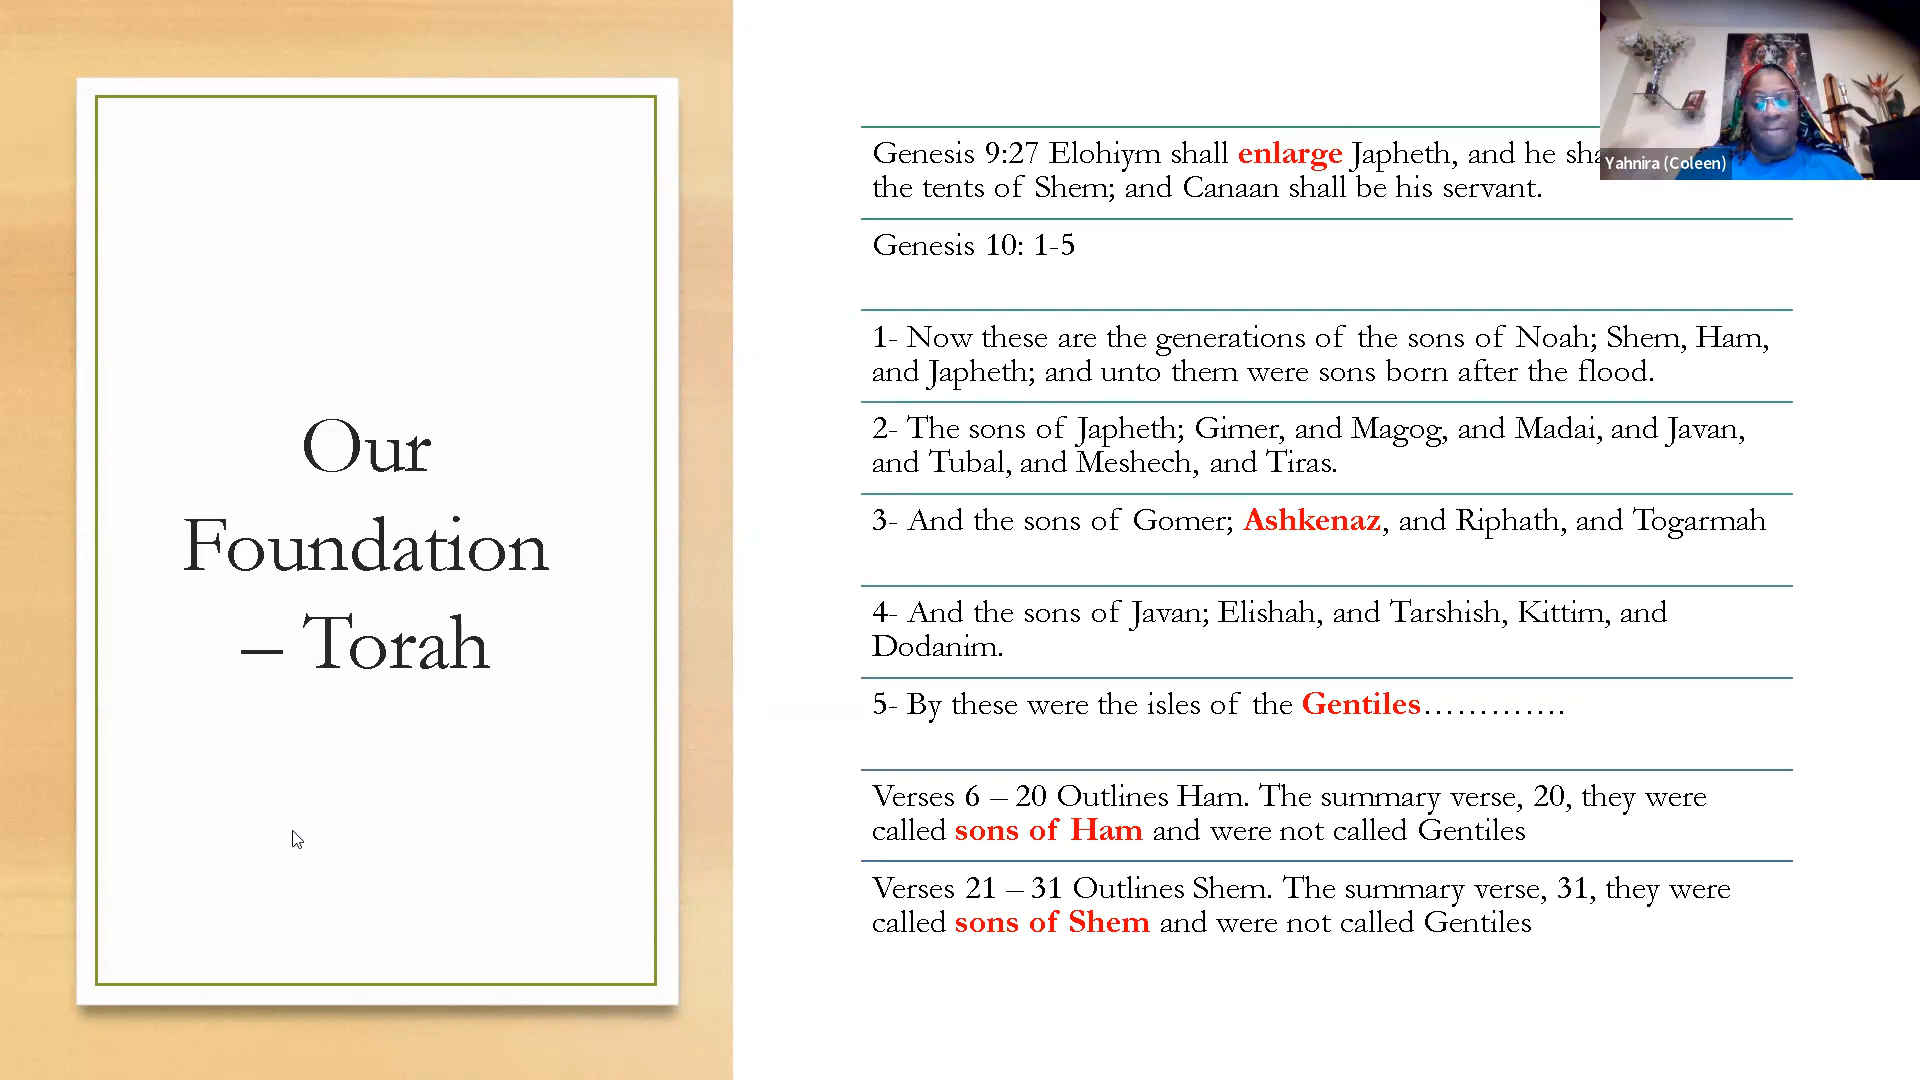 Our
Foundation
– Torah
Genesis 9:27 Elohiym shall enlarge Japheth, and he
the tents of Shem; and Canaan shall be his servant.
Genesis 10: 1-5
1- Now these are the generations of the sons of Noah; Shem, Ham,
and Japheth; and unto them were sons born after the flood.
2- The sons of Japheth; Gimer, and Magog, and Madai, and Javan,
and Tubal, and Meshech, and Tiras.
3- And the sons of Gomer; Ashkenaz, and Riphath, and Togarmah
4- And the sons of Javan; Elishah, and Tarshish, Kittim, and
Dodanim.
5- By these were the isles of the Gentiles………….
Verses 6 – 20 Outlines Ham. The summary verse, 20, they were
called sons of Ham and were not called Gentiles
Verses 21 – 31 Outlines Shem. The summary verse, 31, they were
called sons of Shem and were not called Gentiles
Yahnira (Coleen)